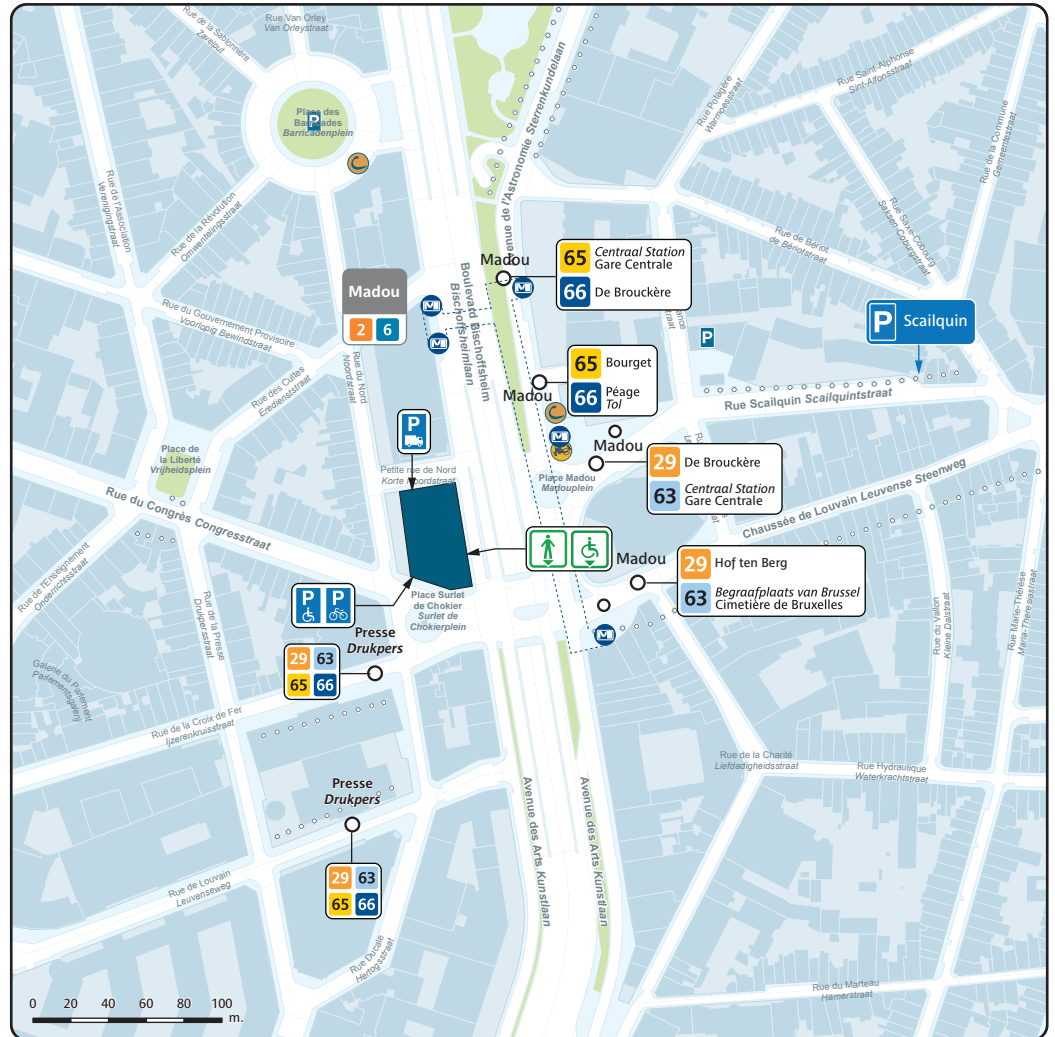 Rue Van Orley
Van Orleystraat
Rue de la Sablonnière
Zavelput
Place des
Barricades
Barricadenplein
P
Avenue de l'Astronomie Sterrenkundelaan
Rue Potagère
Warmoesstraat
Rue Saint-Alphonse
Sint-Alfonsstraat
Rue de la Commune
Gemeentestraat
Rue Saxe-Cobourg
Saksen-Coburgstraat
Rue de Bériot
de Bériotstraat
Rue de l'Association
Verenigingstraat
Rue de la Révolution
Omwentelingsstraat
Rue du Gouvernement Provisoire
Voorlopig Bewindstraat
Rue des Cultes
Eredienststraat
Rue du Nord
Noordstraat
Madou
2 6
Boulevard Bischoffsheim
Bischoffsheimlaan
M
M
M
Madou
65 Centraal Station
Gare Centrale
66 De Brouckère
Madou
65 Bourget
66 Péage
Tol
P
P Scailquin
Rue Scailquin Scailquintstraat
M
Madou
29 De Brouckère
63 Centraal Station
Gare Centrale
Place Madou
Madouplein
Chaussée de Louvain Leuvense Steenweg
P
Petite rue de Nord
Korte Noordstraat
Place de
la Liberté
Vrijheidsplein
Rue du Congrès Congresstraat
Rue de l'Enseignement
Onderrichtsstraat
Rue de la Presse
Drukpersstraat
P P
Place Surlet
de Chokier
Surlet de
Chokierplein
Madou
29 Hof ten Berg
63 Begraafplaats van Brussel
Cimetière de Bruxelles
M
Rue du Vallon
Kleine Dalstraat
Rue Marie-Thérèse
Maria-Theresiastraat
Presse
Drukpers
29 63
65 66
Galerie du Parlement
Parlementsgalerij
Rue de la Croix de Fer
Ijzerenkruisstraat
Rue de la Charité
Liefdadigheidsstraat
Rue Hydraulique
Waterkrachtstraat
Presse
Drukpers
29 63
65 66
Avenue des Arts Kunstlaan
Avenue des Arts Kunstlaan
Rue de Louvain
Leuvenseweg
Rue Ducale
Hertogsstraat
Rue du Marteau
Hamerstraat
0 20 40 60 80 100
m.